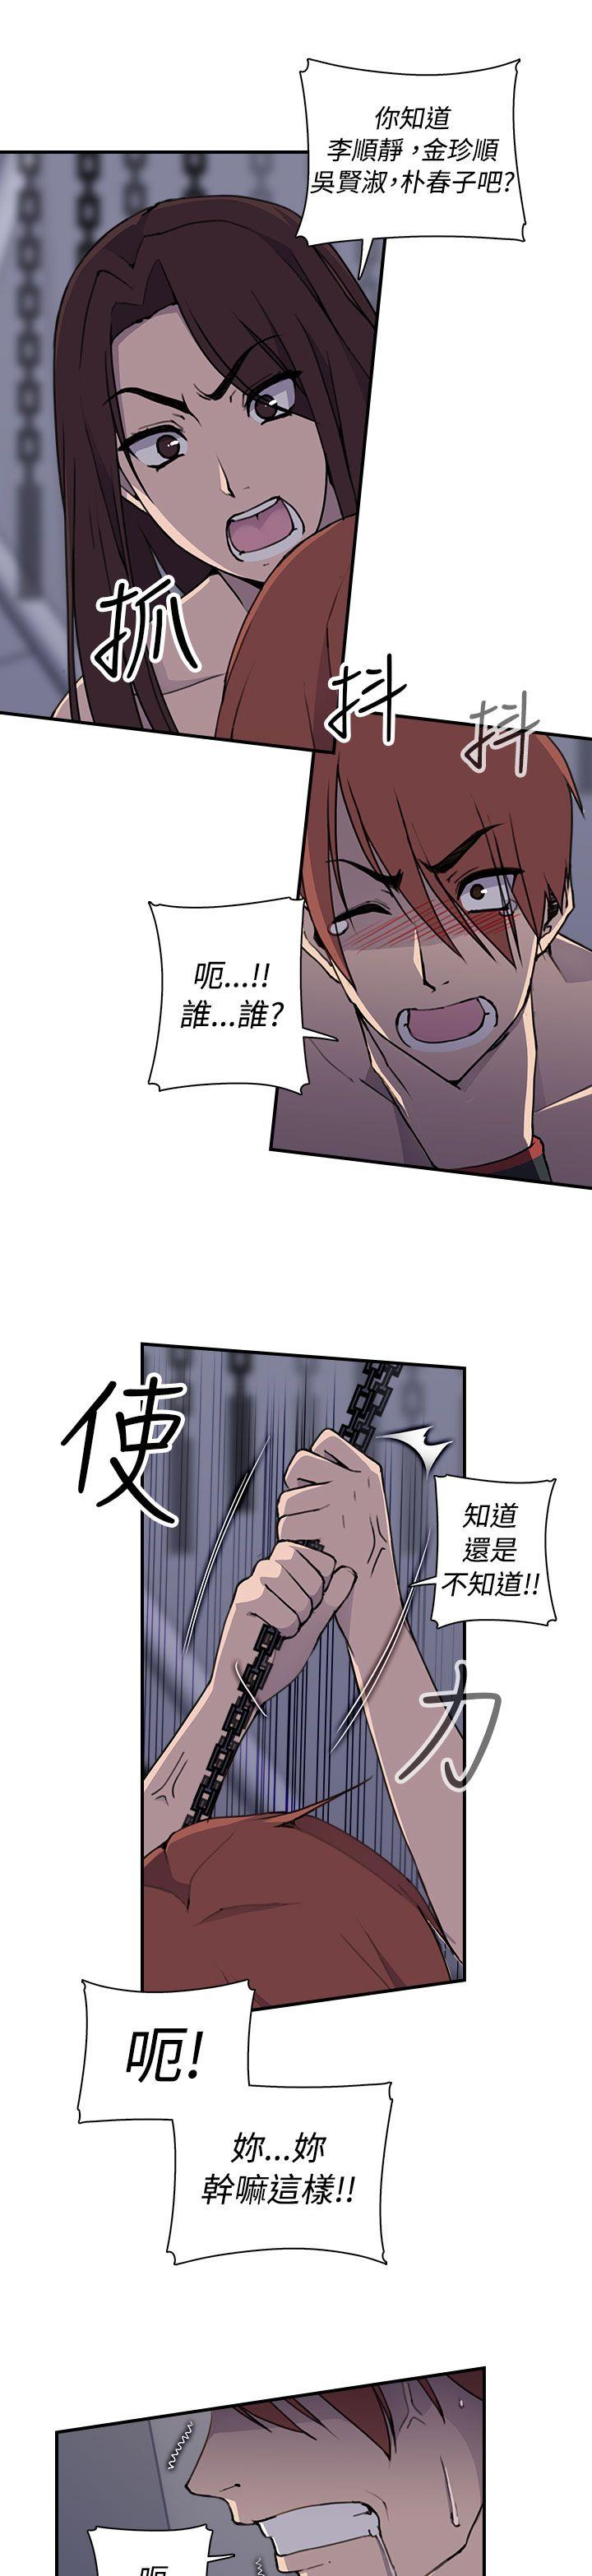 你知道
李順靜,金珍順
吳賢淑,朴春子吧?
抓
抖
抖
呃...!!
誰...誰?
使
知道
還是
不知道!!
力
呃!
妳...妳
幹嘛這樣!!